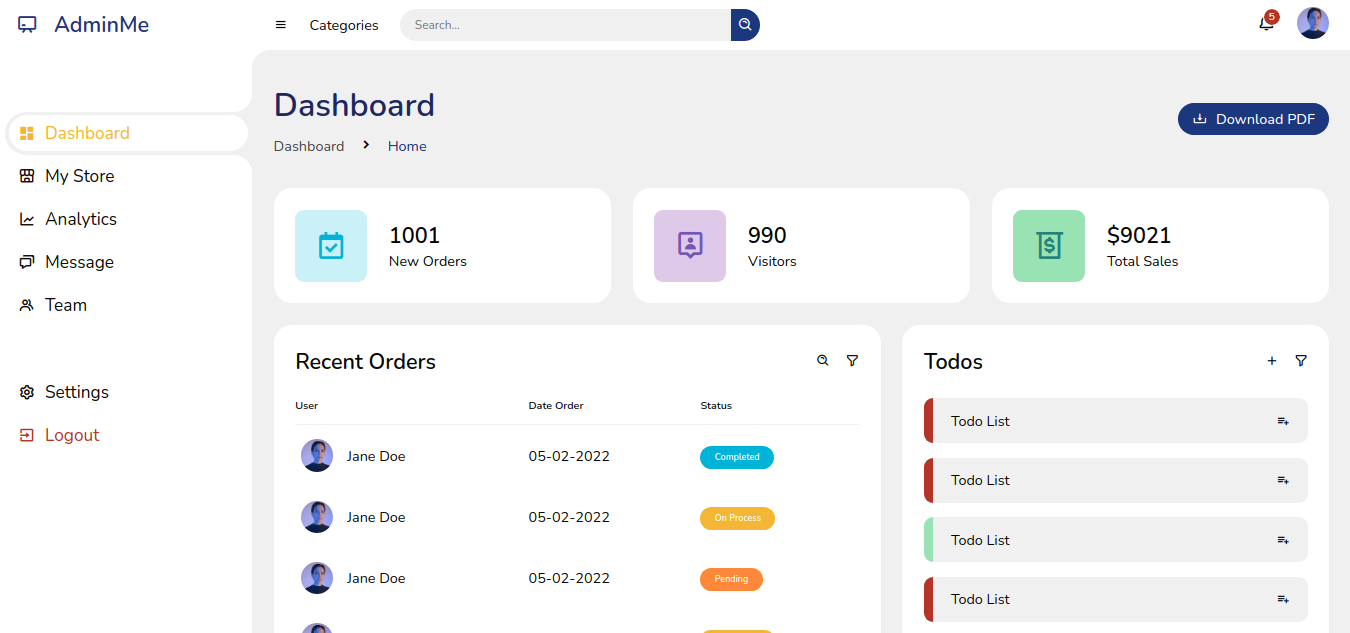 AdminMe
Categories
Search...
5
Dashboard
My Store
Analytics
Message
Team
Settings
Logout
Dashboard
Dashboard Home
Download PDF
1001
New Orders
990
Visitors
$9021
Total Sales
Recent Orders
User Date Order Status
Jane Doe 05-02-2022 Completed
Jane Doe 05-02-2022 On Process
Jane Doe 05-02-2022 Pending
Todos
Todo List
Todo List
Todo List
Todo List